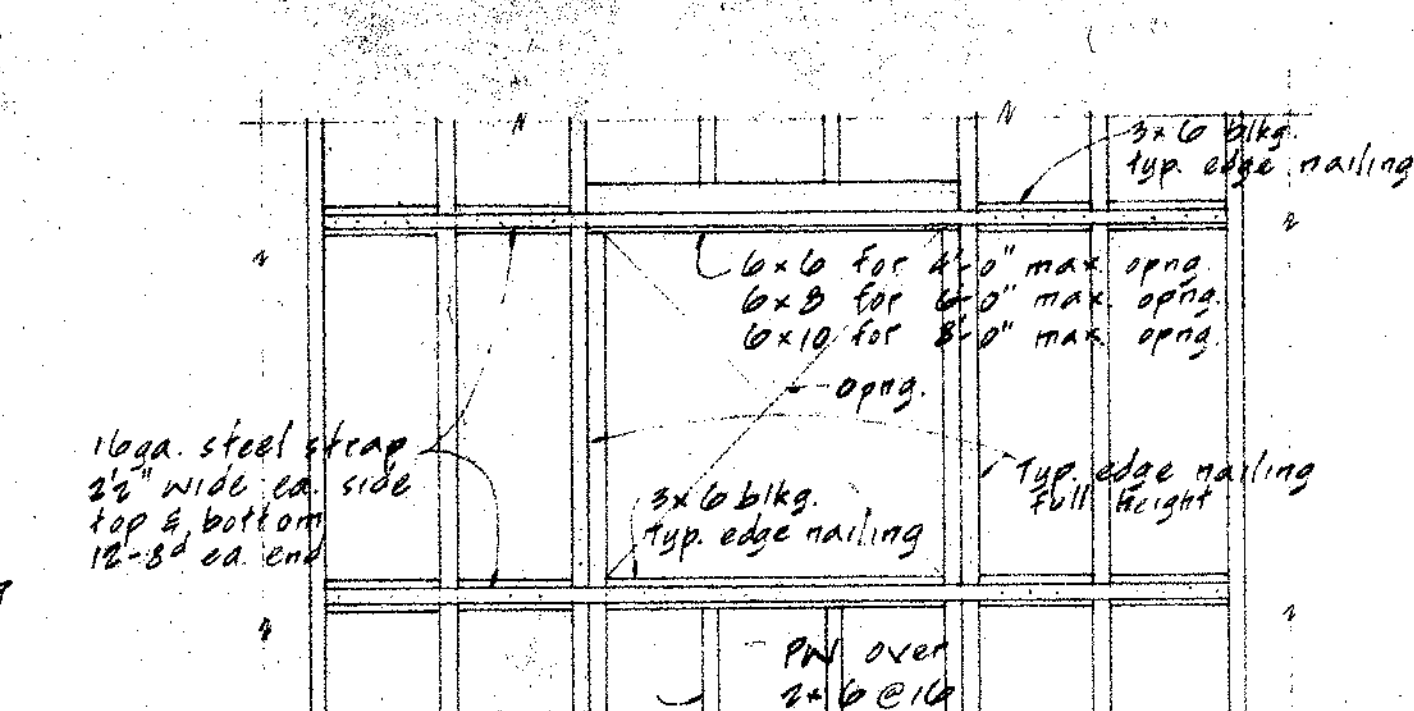 3x6 blkg.
typ. edge nailing
6x6 for 4'-0" max. opng.
6x8 for 6'-0" max. opng.
6x10 for 8'-0" max. opng.
opng.
16ga. steel strap
2½" wide ea. side
top & bottom
12-8d ea. end
Typ. edge nailing
full height
3x6 blkg.
typ. edge nailing
PW over
2x6 @ 16